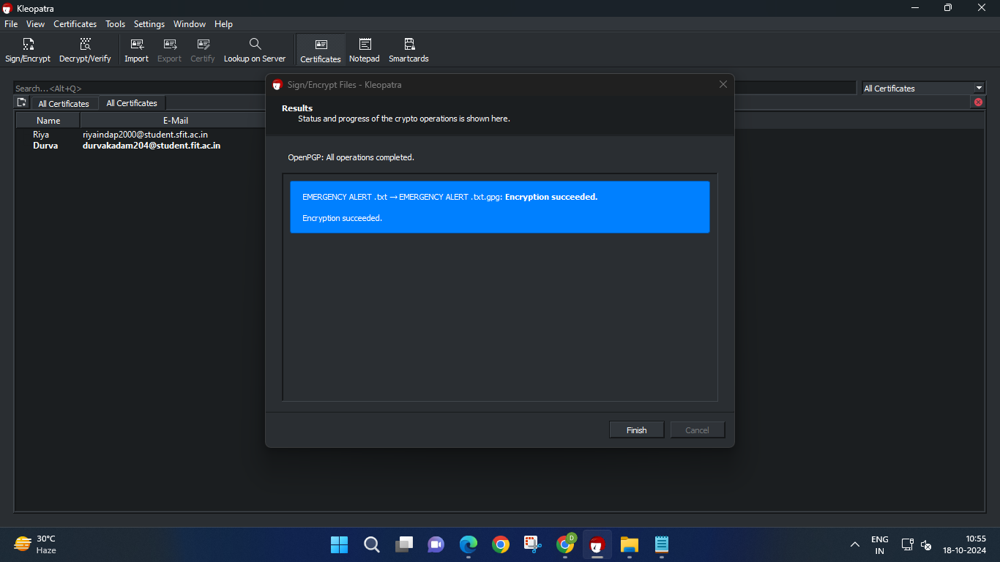 Kleopatra
File View Certificates Tools Settings Window Help
Sign/Encrypt Decrypt/Verify Import Export Certify Lookup on Server Certificates Notepad Smartcards
Search...<Alt+Q> All Certificates
All Certificates All Certificates
Name E-Mail
Riya riyaindap2000@student.sfit.ac.in
Durva durvakadam204@student.fit.ac.in
Sign/Encrypt Files - Kleopatra
Results
Status and progress of the crypto operations is shown here.
OpenPGP: All operations completed.
EMERGENCY ALERT .txt → EMERGENCY ALERT .txt.gpg: Encryption succeeded.
Encryption succeeded.
Finish Cancel
30°C
Haze
D
ENG
IN
10:55
18-10-2024